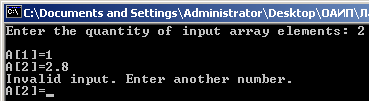 C:\Documents and Settings\Administrator\Desktop\ОАИП\Л
Enter the quantity of input array elements: 2
A[1]=1
A[2]=2.8
Invalid input. Enter another number.
A[2]=_